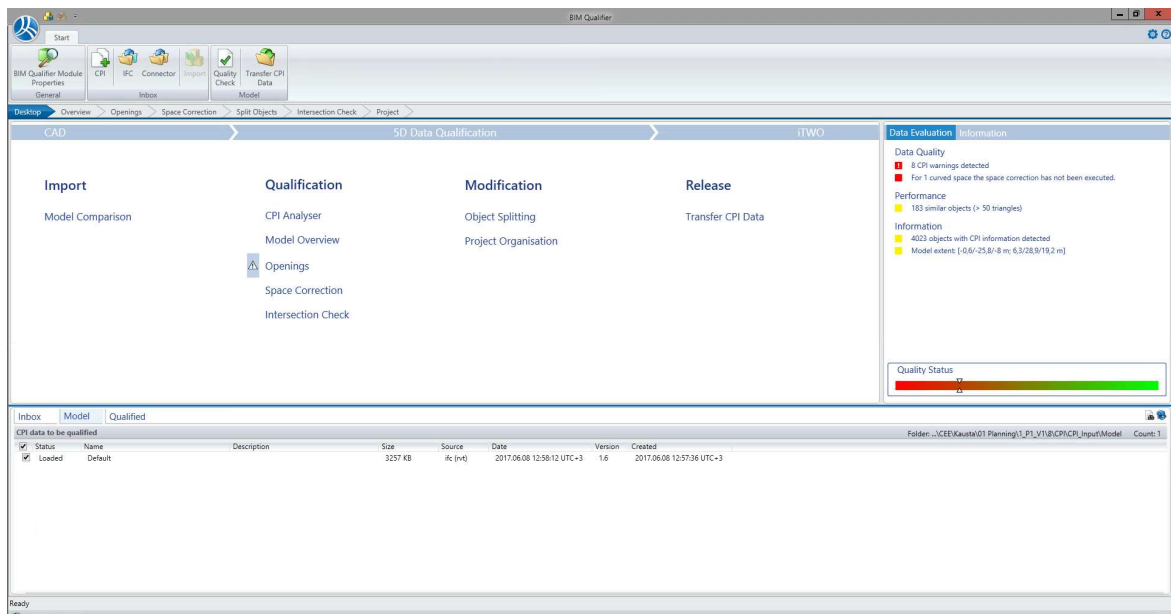 BIM Qualifier
Start
BIM Qualifier Module Properties
CPI
IFC
Connector
Import
Quality Check
Transfer CPI Data
General
Inbox
Model
Desktop
Overview
Openings
Space Correction
Split Objects
Intersection Check
Project
CAD
5D Data Qualification
iTWO
Import
Model Comparison
Qualification
CPI Analyser
Model Overview
Openings
Space Correction
Intersection Check
Modification
Object Splitting
Project Organisation
Release
Transfer CPI Data
Data Evaluation Information
Data Quality
8 CPI warnings detected
For 1 curved space the space correction has not been executed.
Performance
183 similar objects (> 50 triangles)
Information
4023 objects with CPI information detected
Model extent: [-0,6/-25,8/-8 m; 6,3/28,9/19,2 m]
Quality Status
Inbox Model Qualified
CPI data to be qualified
Folder: ...\CEE\Kausta\01 Planning\1_P1_V1\8\CPI\CPI_Input\Model Count: 1
Status Name Description Size Source Date Version Created
Loaded Default 3257 KB ifc (rvt) 2017.06.08 12:58:12 UTC+3 1.6 2017.06.08 12:57:36 UTC+3
Ready